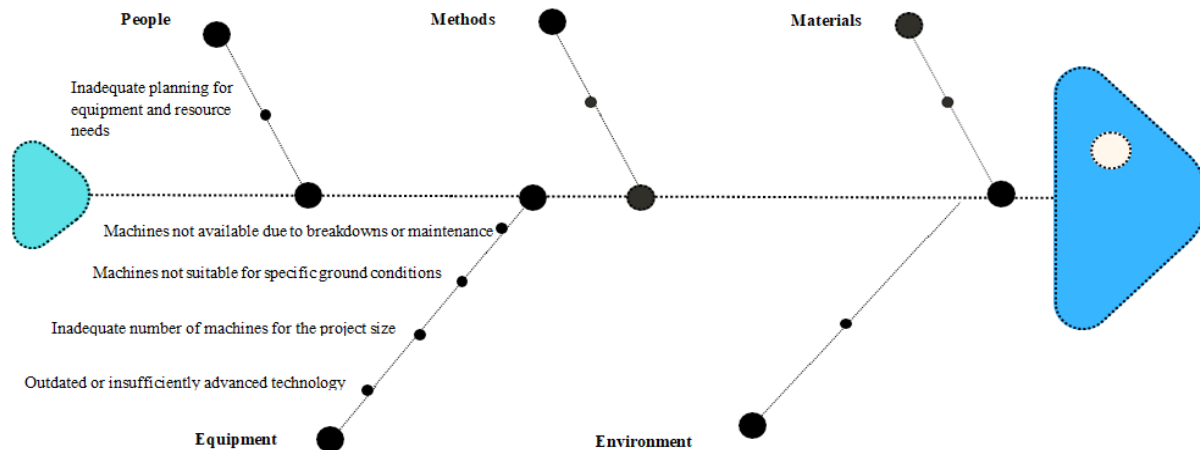 People
Methods
Materials
Inadequate planning for
equipment and resource
needs
Machines not available due to breakdowns or maintenance
Machines not suitable for specific ground conditions
Inadequate number of machines for the project size
Outdated or insufficiently advanced technology
Equipment
Environment